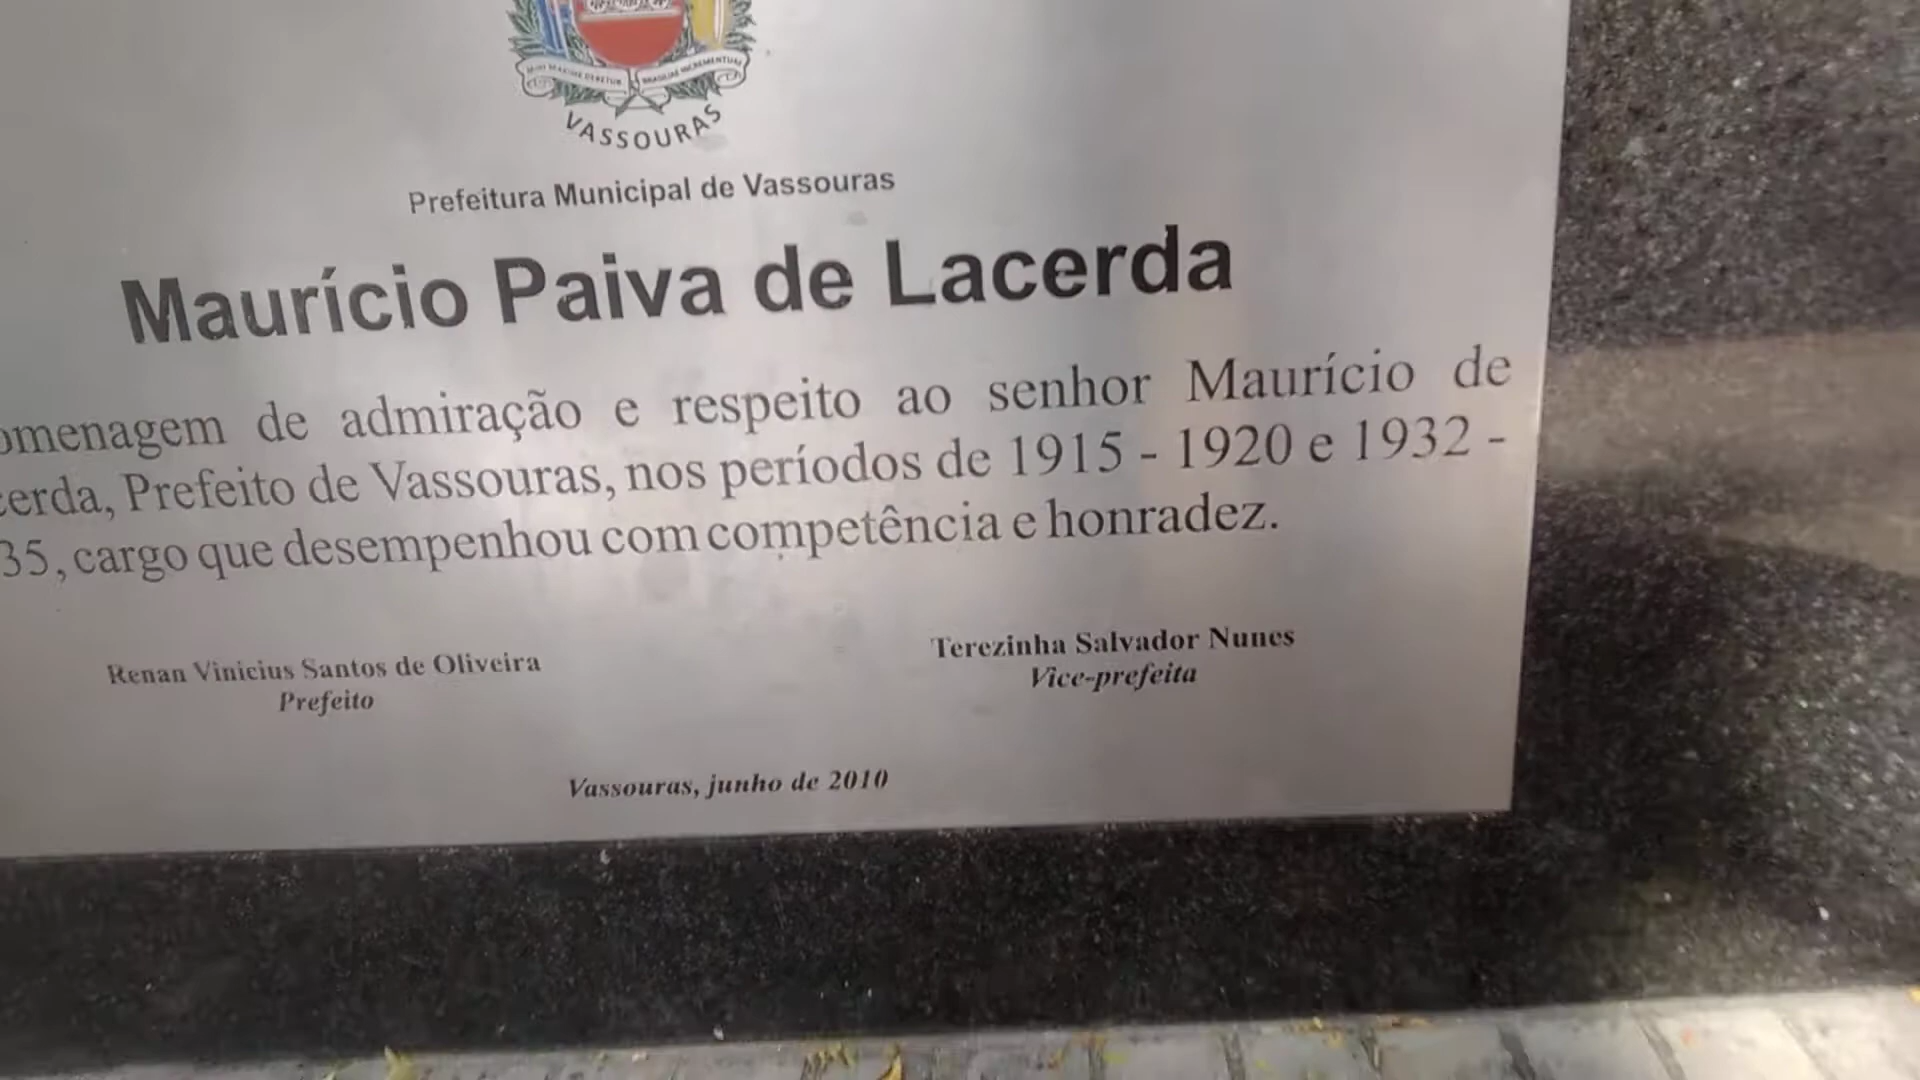 VASSOURAS
Prefeitura Municipal de Vassouras
Maurício Paiva de Lacerda
omenagem de admiração e respeito ao senhor Maurício de
cerda, Prefeito de Vassouras, nos períodos de 1915 - 1920 e 1932 -
35, cargo que desempenhou com competência e honradez.
Renan Vinicius Santos de Oliveira
Prefeito
Terezinha Salvador Nunes
Vice-prefeita
Vassouras, junho de 2010